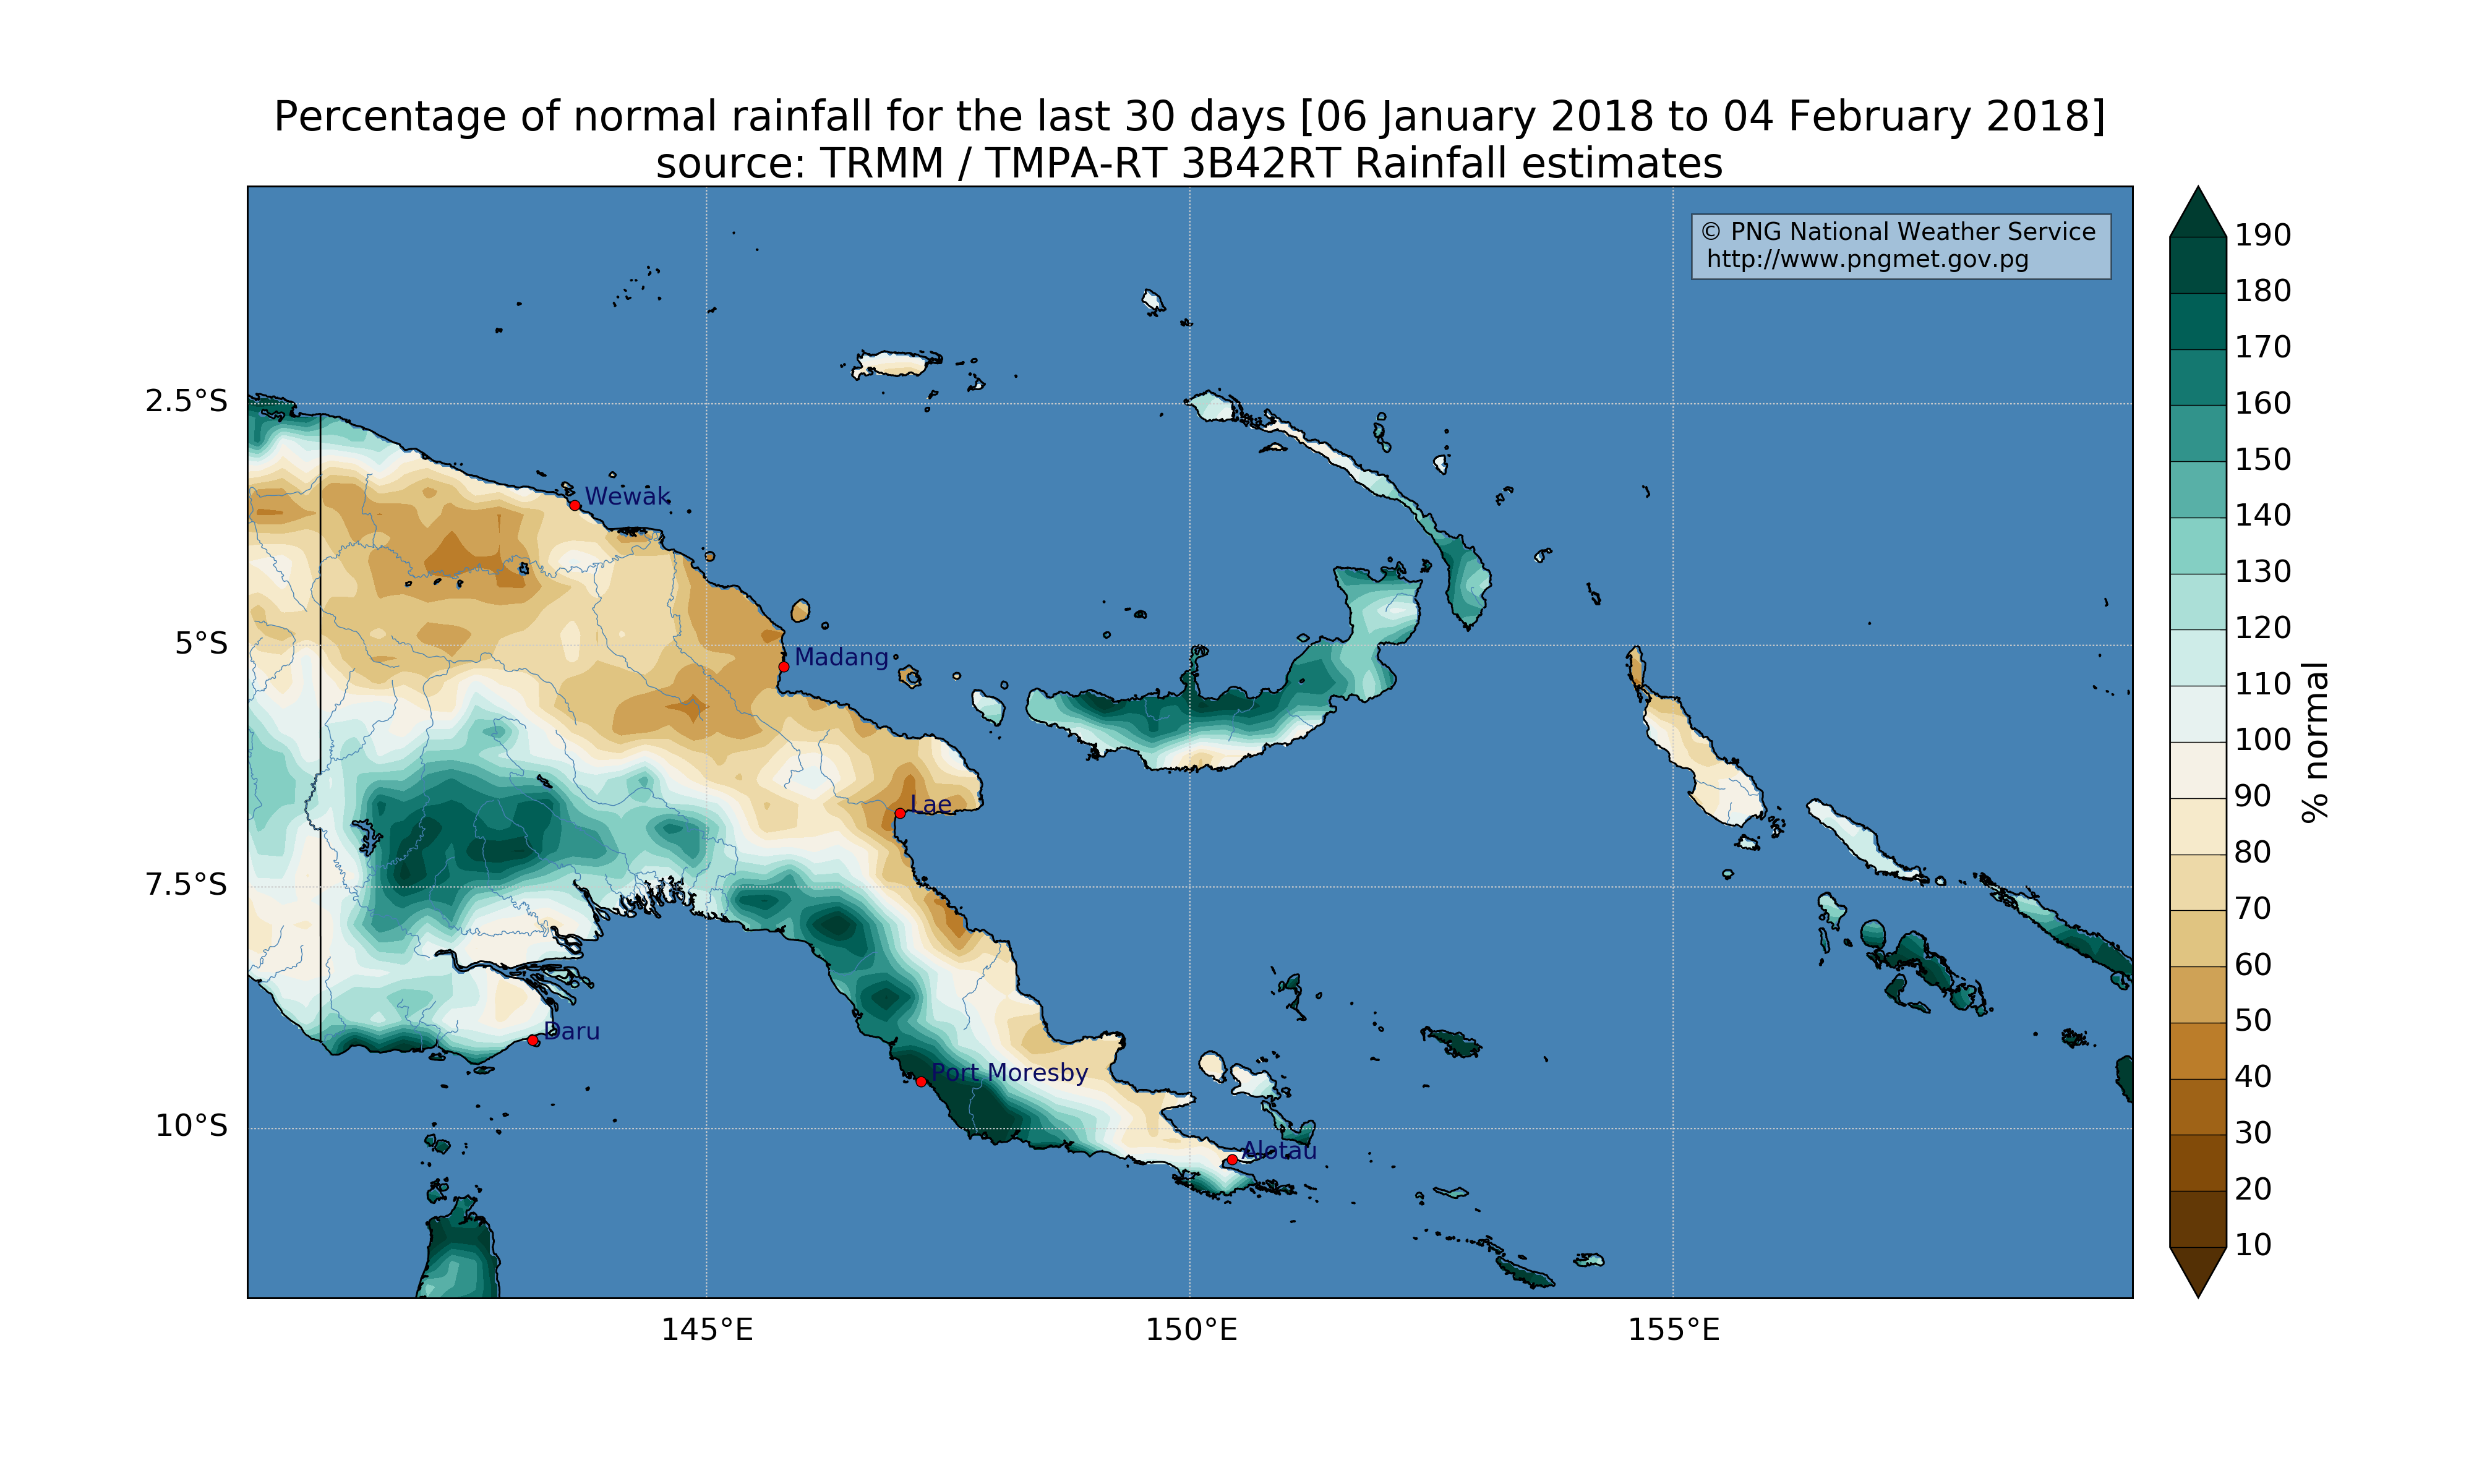 Percentage of normal rainfall for the last 30 days [06 January 2018 to 04 February 2018]
source: TRMM / TMPA-RT 3B42RT Rainfall estimates
© PNG National Weather Service
http://www.pngmet.gov.pg
2.5°S
5°S
7.5°S
10°S
145°E
150°E
155°E
Wewak
Madang
Lae
Daru
Port Moresby
Alotau
190
180
170
160
150
140
130
120
110
100
90
80
70
60
50
40
30
20
10
% normal